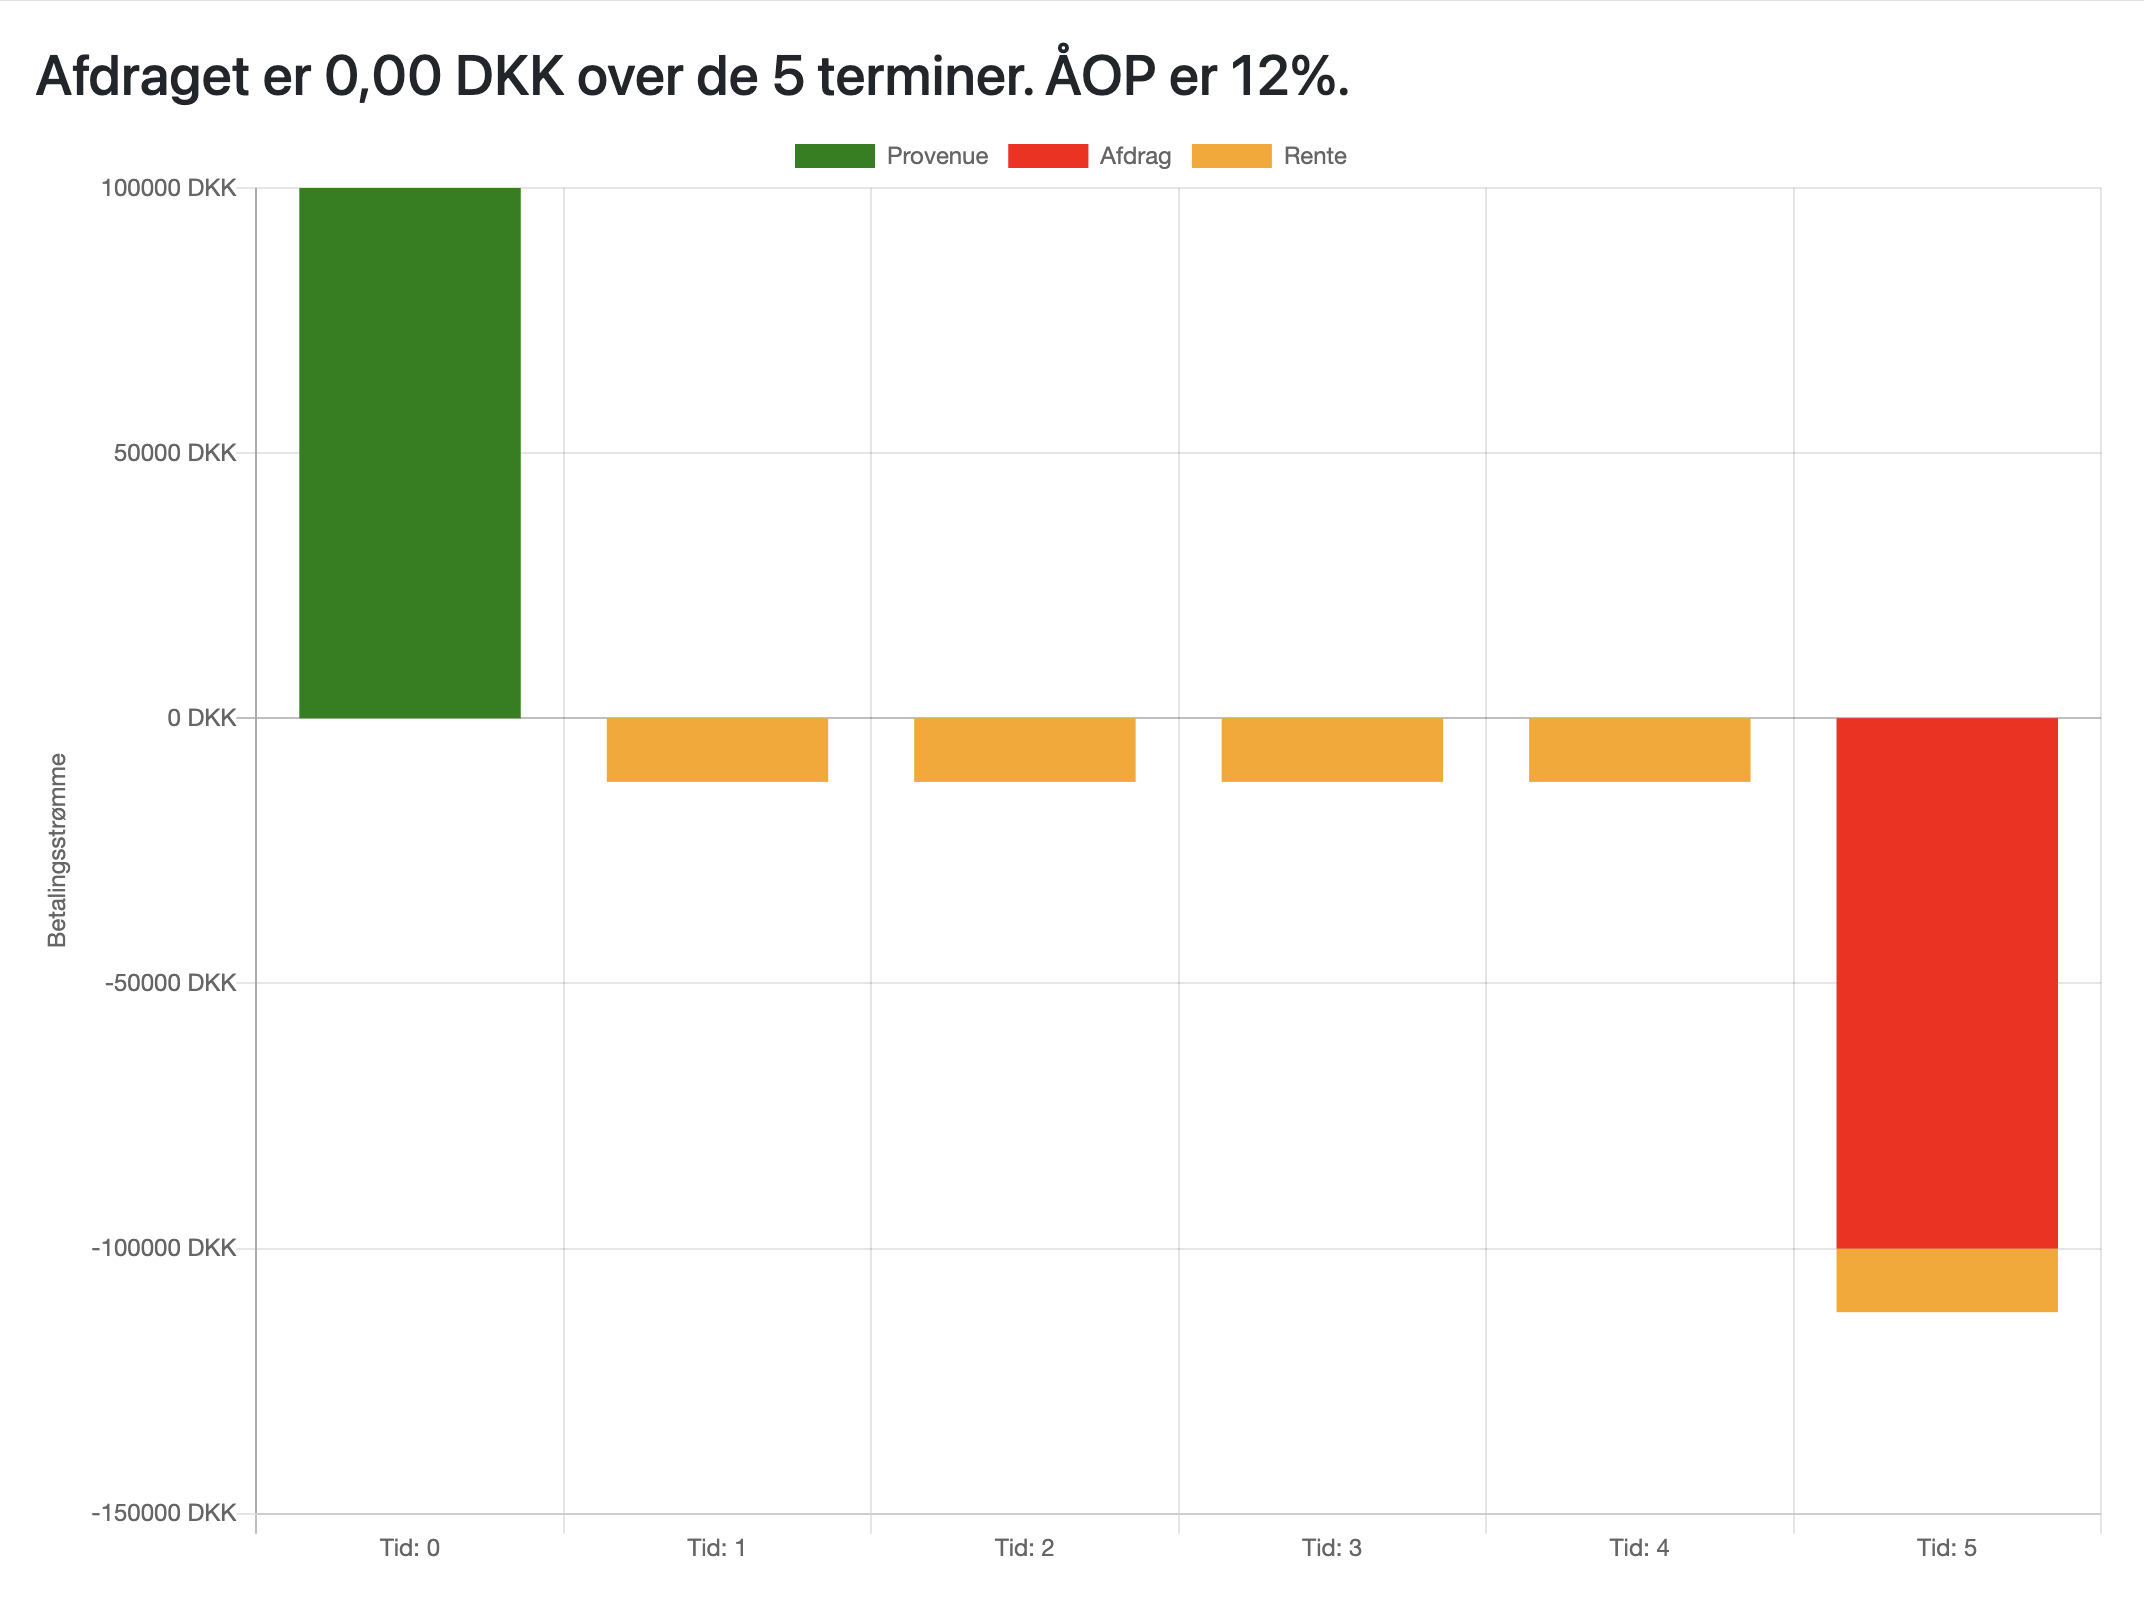 Afdraget er 0,00 DKK over de 5 terminer. ÅOP er 12%.
Provenue Afdrag Rente
100000 DKK
50000 DKK
0 DKK
-50000 DKK
-100000 DKK
-150000 DKK
Betalingsstrømme
Tid: 0 Tid: 1 Tid: 2 Tid: 3 Tid: 4 Tid: 5